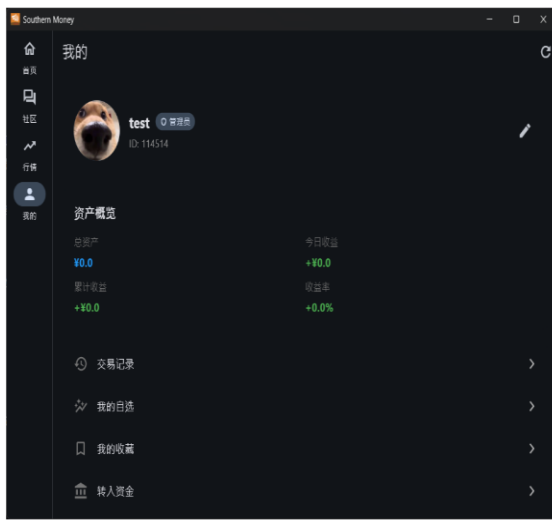 Southern Money
我的
首页
社区
行情
我的
test 管理员
ID: 114514
资产概览
总资产 今日收益
¥0.0 +¥0.0
累计收益 收益率
+¥0.0 +0.0%
交易记录
我的自选
我的收藏
转入资金